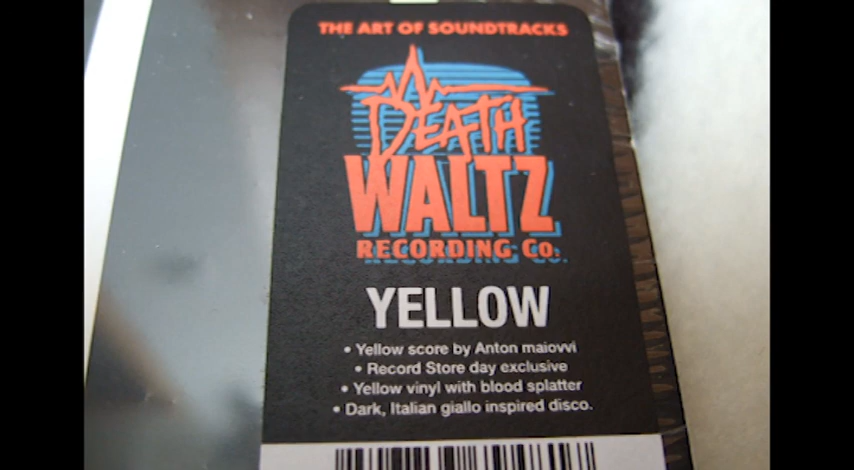 THE ART OF SOUNDTRACKS
DEATH
WALTZ
RECORDING Co.
YELLOW
• Yellow score by Anton maiovvi
• Record Store day exclusive
• Yellow vinyl with blood splatter
• Dark, Italian giallo inspired disco.